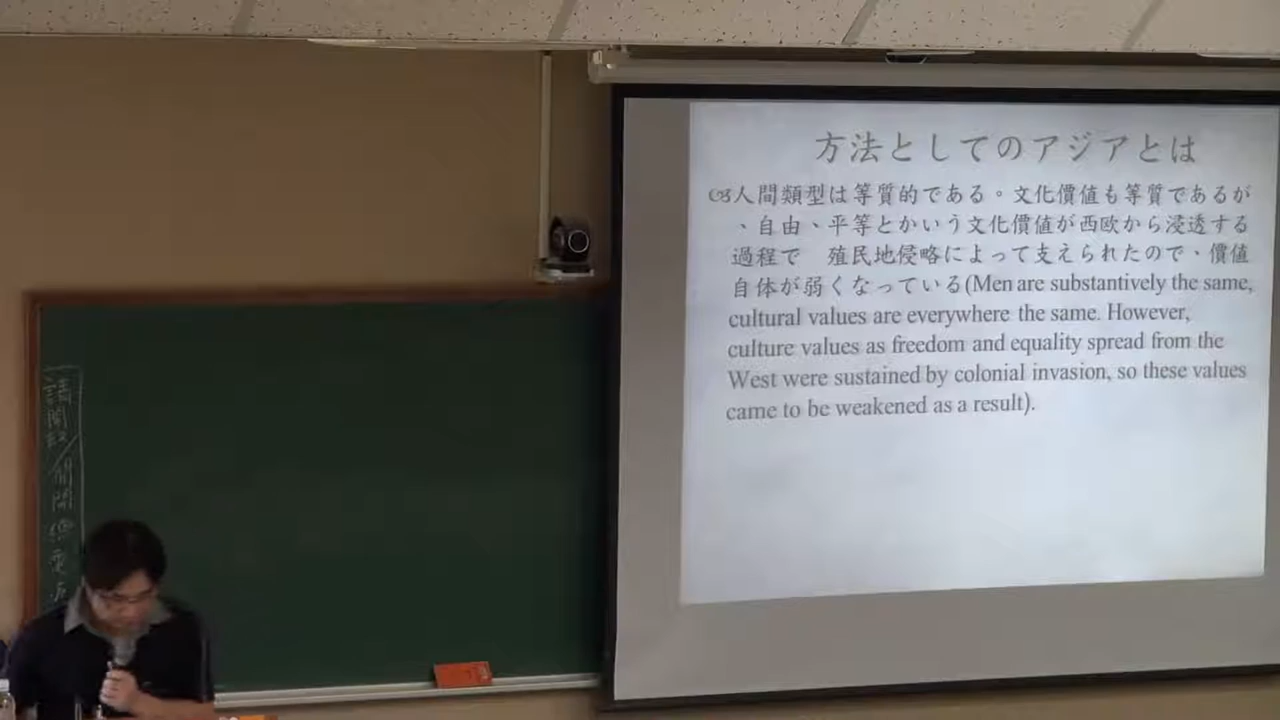 方法としてのアジアとは
人間類型は等質的である。文化價値も等質であるが
、自由、平等とかいう文化價値が西欧から浸透する
過程で　殖民地侵略によって支えられたので、價値
自体が弱くなっている(Men are substantively the same,
cultural values are everywhere the same. However,
culture values as freedom and equality spread from the
West were sustained by colonial invasion, so these values
came to be weakened as a result).